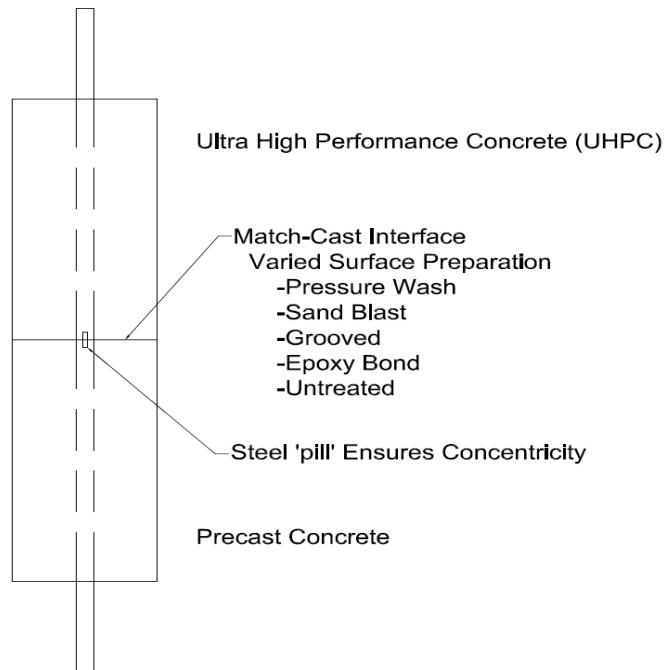 Ultra High Performance Concrete (UHPC)
Match-Cast Interface
Varied Surface Preparation
-Pressure Wash
-Sand Blast
-Grooved
-Epoxy Bond
-Untreated
Steel 'pill' Ensures Concentricity
Precast Concrete